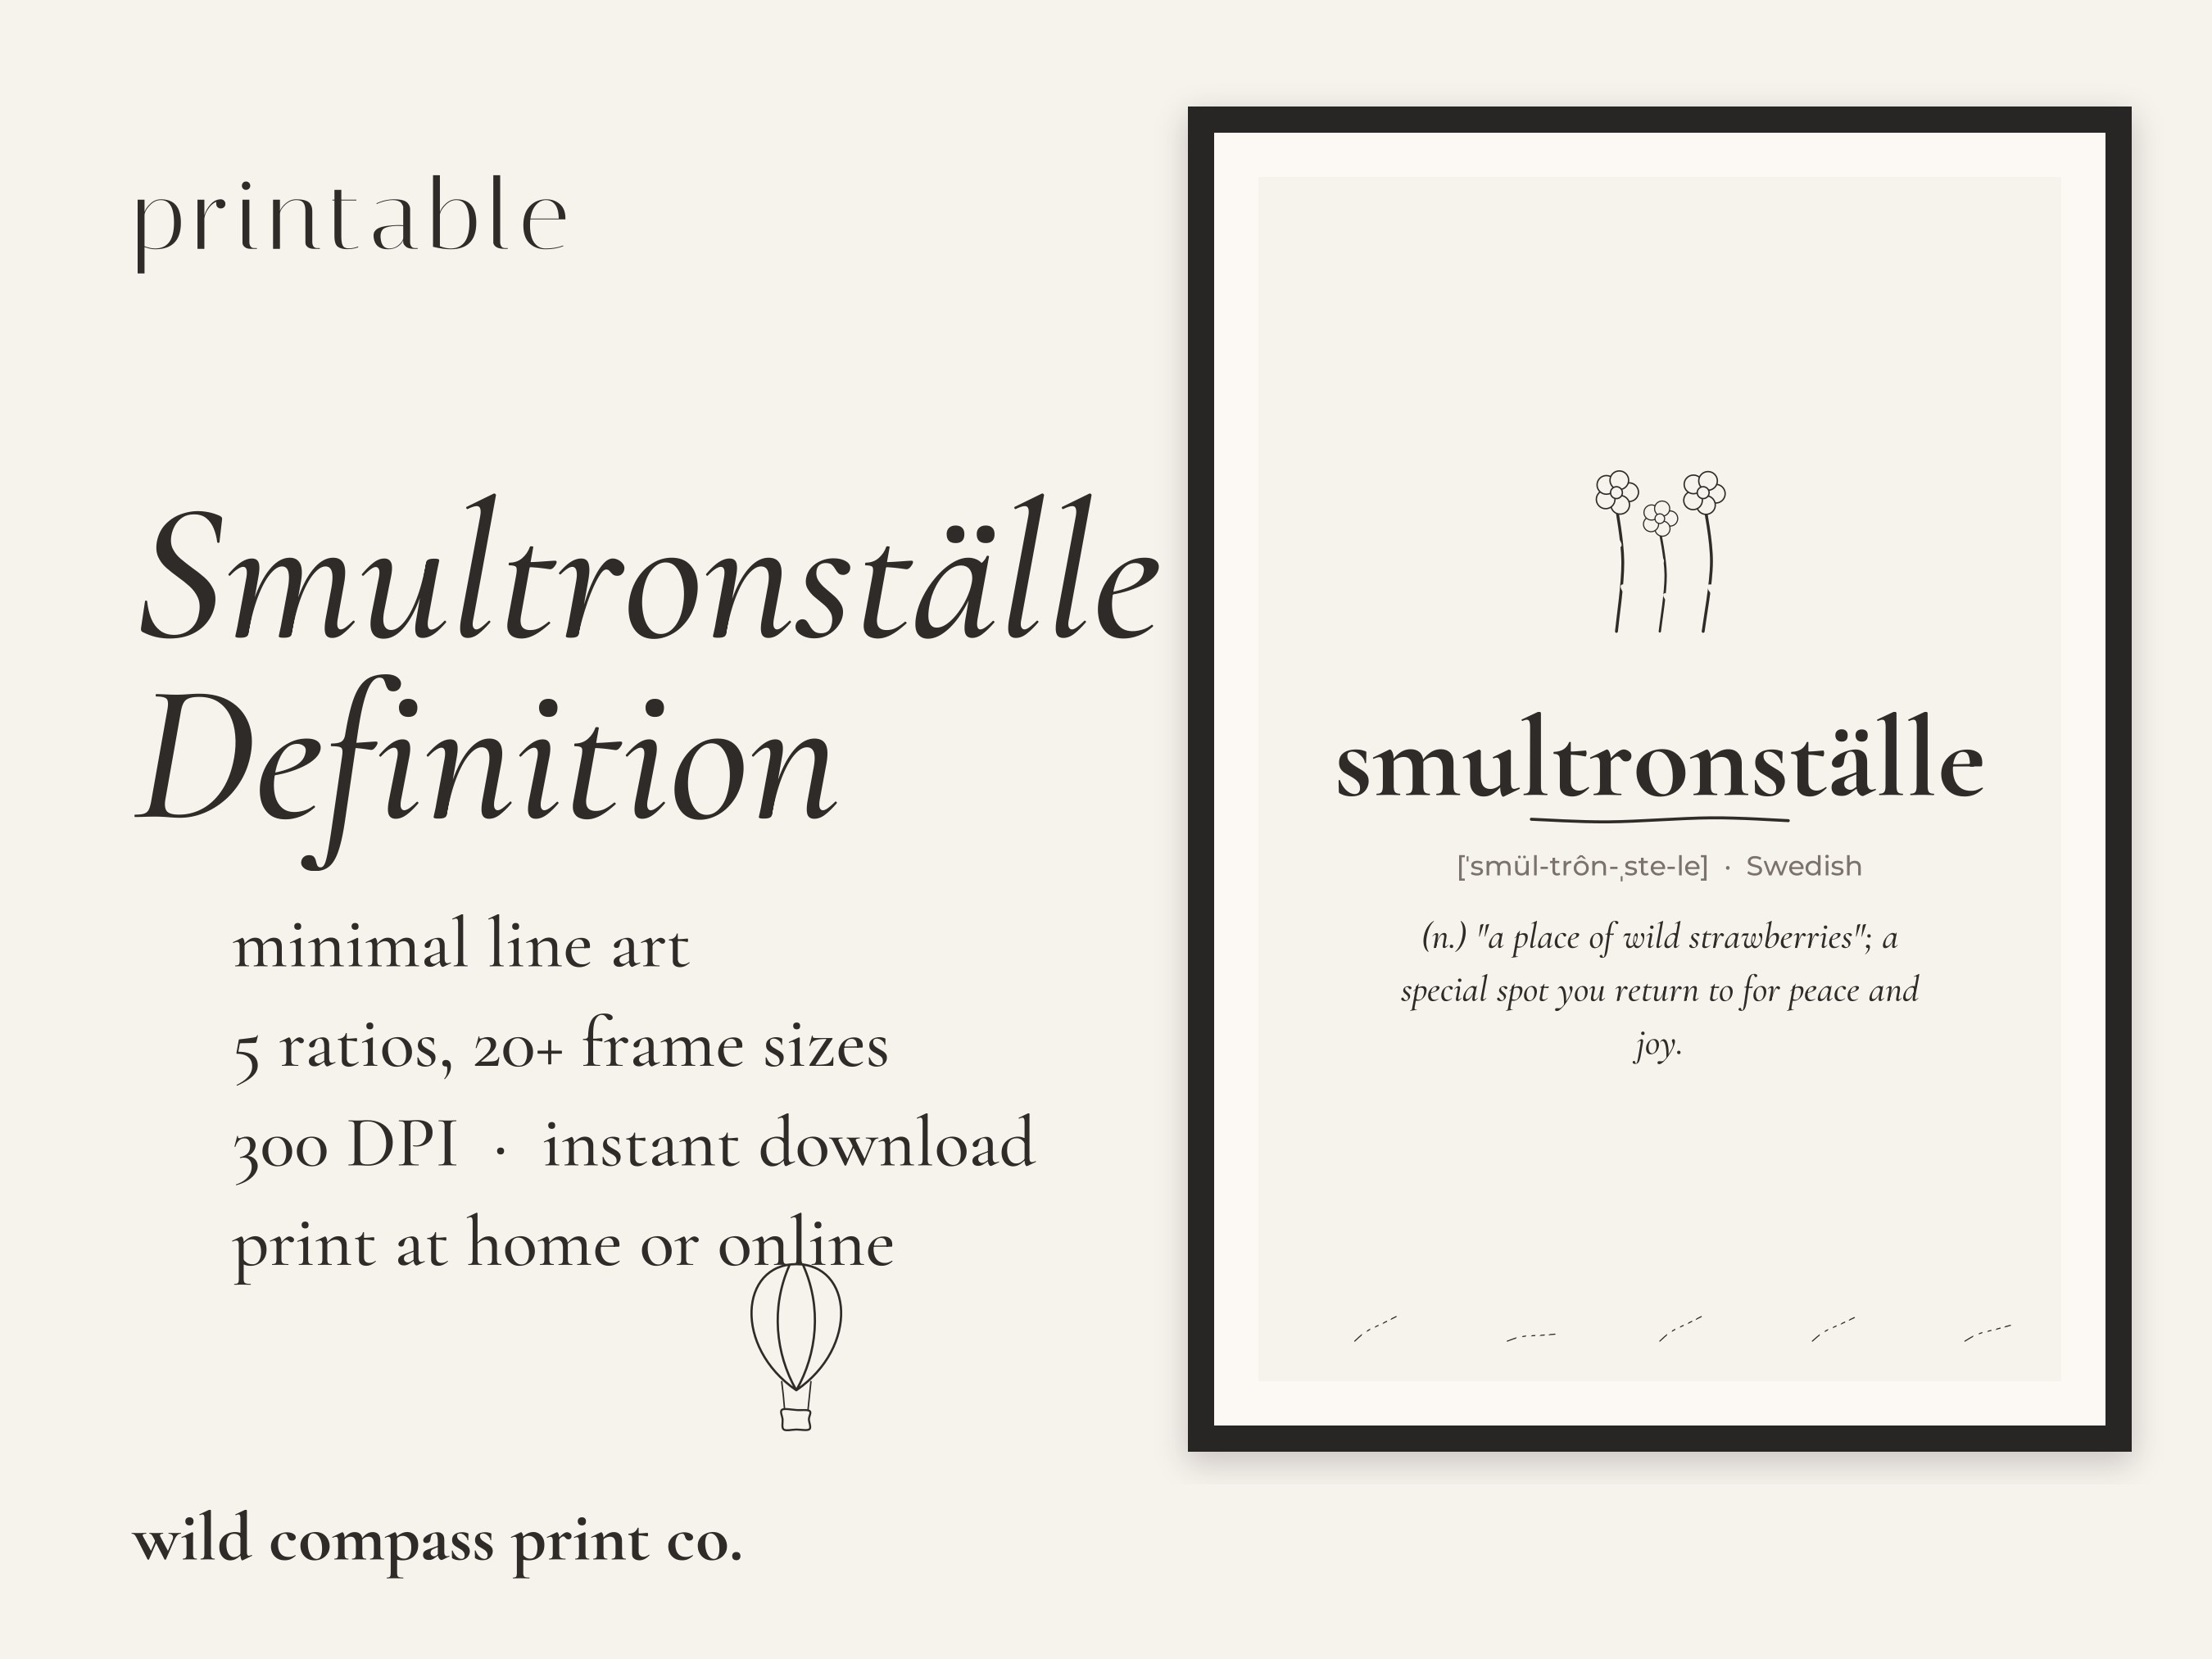 printable
Smultronställe
Definition
minimal line art
5 ratios, 20+ frame sizes
300 DPI · instant download
print at home or online
wild compass print co.
smultronställe
[ˈsmül-trôn-ˌste-le] · Swedish
(n.) "a place of wild strawberries"; a
special spot you return to for peace and
joy.